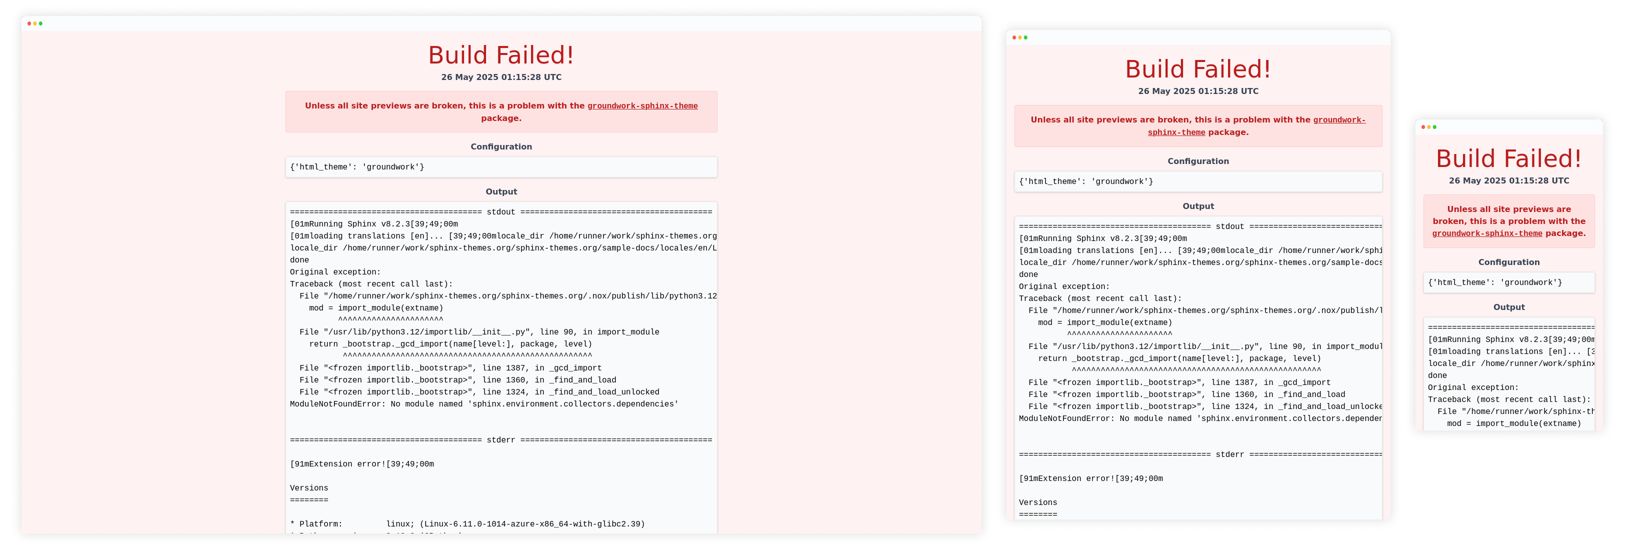 Build Failed!
26 May 2025 01:15:28 UTC
Unless all site previews are broken, this is a problem with the groundwork-sphinx-theme
package.
Configuration
{'html_theme': 'groundwork'}
Output
======================================== stdout ========================================
[01mRunning Sphinx v8.2.3[39;49;00m
[01mloading translations [en]... [39;49;00mlocale_dir /home/runner/work/sphinx-themes.org
locale_dir /home/runner/work/sphinx-themes.org/sphinx-themes.org/sample-docs/locales/en/L
done
Original exception:
Traceback (most recent call last):
  File "/home/runner/work/sphinx-themes.org/sphinx-themes.org/.nox/publish/lib/python3.12
    mod = import_module(extname)
          ^^^^^^^^^^^^^^^^^^^^^^
  File "/usr/lib/python3.12/importlib/__init__.py", line 90, in import_module
    return _bootstrap._gcd_import(name[level:], package, level)
           ^^^^^^^^^^^^^^^^^^^^^^^^^^^^^^^^^^^^^^^^^^^^^^^^^^^^
  File "<frozen importlib._bootstrap>", line 1387, in _gcd_import
  File "<frozen importlib._bootstrap>", line 1360, in _find_and_load
  File "<frozen importlib._bootstrap>", line 1324, in _find_and_load_unlocked
ModuleNotFoundError: No module named 'sphinx.environment.collectors.dependencies'
======================================== stderr ========================================
[91mExtension error![39;49;00m
Versions
========
* Platform:         linux; (Linux-6.11.0-1014-azure-x86_64-with-glibc2.39)
Build Failed!
26 May 2025 01:15:28 UTC
Unless all site previews are broken, this is a problem with the groundwork-
sphinx-theme package.
Configuration
{'html_theme': 'groundwork'}
Output
======================================== stdout ============================
[01mRunning Sphinx v8.2.3[39;49;00m
[01mloading translations [en]... [39;49;00mlocale_dir /home/runner/work/sphi
locale_dir /home/runner/work/sphinx-themes.org/sphinx-themes.org/sample-docs
done
Original exception:
Traceback (most recent call last):
  File "/home/runner/work/sphinx-themes.org/sphinx-themes.org/.nox/publish/l
    mod = import_module(extname)
          ^^^^^^^^^^^^^^^^^^^^^^
  File "/usr/lib/python3.12/importlib/__init__.py", line 90, in import_modul
    return _bootstrap._gcd_import(name[level:], package, level)
           ^^^^^^^^^^^^^^^^^^^^^^^^^^^^^^^^^^^^^^^^^^^^^^^^^^^^
  File "<frozen importlib._bootstrap>", line 1387, in _gcd_import
  File "<frozen importlib._bootstrap>", line 1360, in _find_and_load
  File "<frozen importlib._bootstrap>", line 1324, in _find_and_load_unlocke
ModuleNotFoundError: No module named 'sphinx.environment.collectors.dependen
======================================== stderr ============================
[91mExtension error![39;49;00m
Versions
========
Build Failed!
26 May 2025 01:15:28 UTC
Unless all site previews are
broken, this is a problem with the
groundwork-sphinx-theme package.
Configuration
{'html_theme': 'groundwork'}
Output
===================================
[01mRunning Sphinx v8.2.3[39;49;00m
[01mloading translations [en]... [3
locale_dir /home/runner/work/sphinx
done
Original exception:
Traceback (most recent call last):
  File "/home/runner/work/sphinx-th
    mod = import_module(extname)